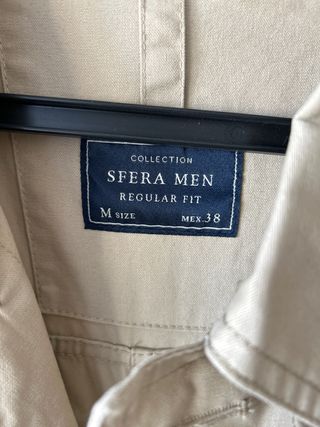 COLLECTION
SFERA MEN
REGULAR FIT
M SIZE MEX.38